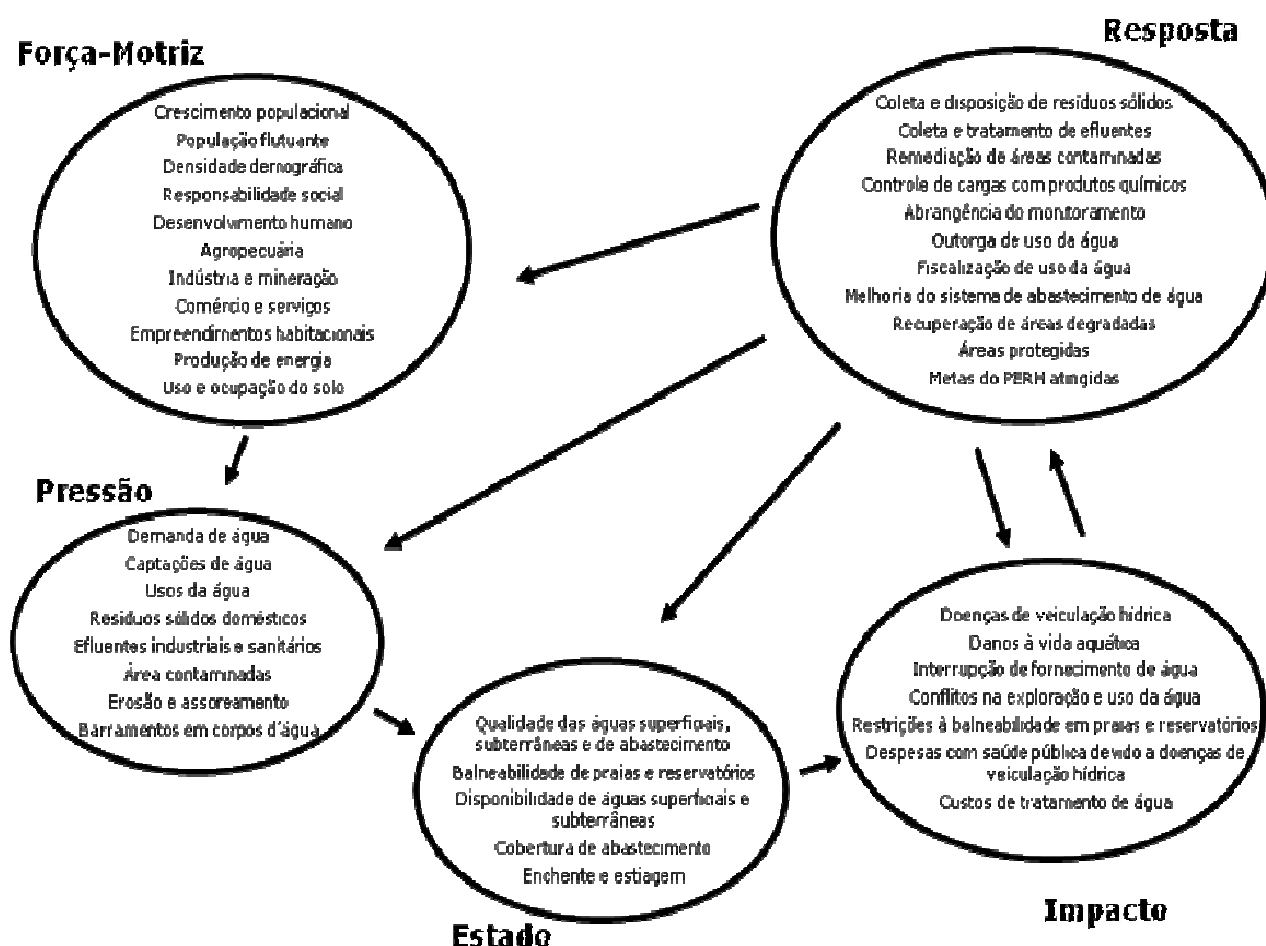 Força-Motriz
Crescimento populacional
População flutuante
Densidade demográfica
Responsabilidade social
Desenvolvimento humano
Agropecuária
Indústria e mineração
Comércio e serviços
Empreendimentos habitacionais
Produção de energia
Uso e ocupação do solo
Resposta
Coleta e disposição de resíduos sólidos
Coleta e tratamento de efluentes
Remediação de áreas contaminadas
Controle de cargas com produtos químicos
Abrangência do monitoramento
Outorga de uso da água
Fiscalização de uso da água
Melhoria do sistema de abastecimento de água
Recuperação de áreas degradadas
Áreas protegidas
Metas do PERH atingidas
Pressão
Demanda de água
Captações de água
Usos da água
Resíduos sólidos domésticos
Efluentes industriais e sanitários
Área contaminadas
Erosão e assoreamento
Barramentos em corpos d'água
Qualidade das águas superficiais,
subterrâneas e de abastecimento
Balneabilidade de praias e reservatórios
Disponibilidade de águas superficiais e
subterrâneas
Cobertura de abastecimento
Enchente e estiagem
Estado
Doenças de veiculação hídrica
Danos à vida aquática
Interrupção de fornecimento de água
Conflitos na exploração e uso da água
Restrições à balneabilidade em praias e reservatórios
Despesas com saúde pública devido a doenças de
veiculação hídrica
Custos de tratamento de água
Impacto